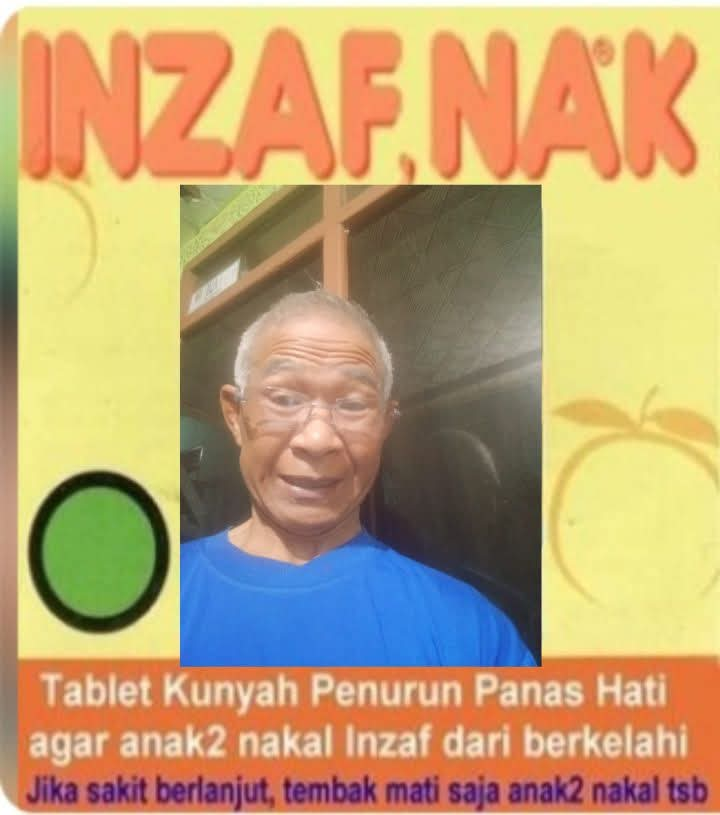 INZAF, NAK®
Tablet Kunyah Penurun Panas Hati
agar anak2 nakal Inzaf dari berkelahi
Jika sakit berlanjut, tembak mati saja anak2 nakal tsb